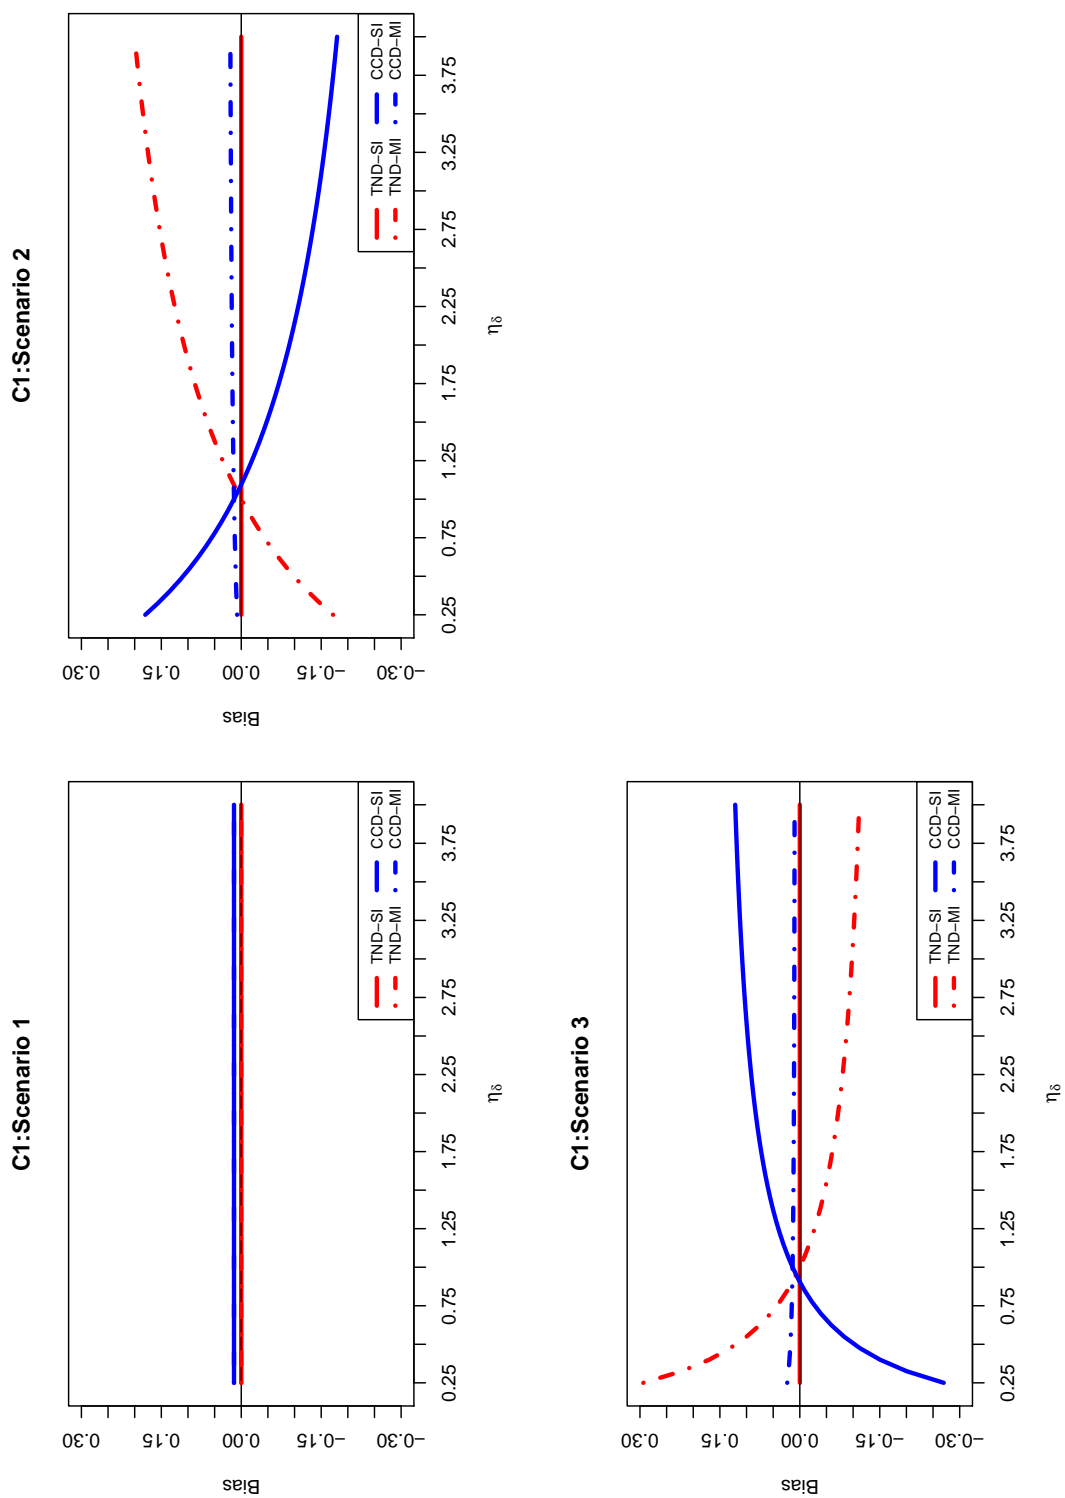 C1:Scenario 1
Bias
0.30
0.15
0.00
−0.15
−0.30
TND−SI CCD−SI
TND−MI CCD−MI
0.25 0.75 1.25 1.75 2.25 2.75 3.25 3.75
ηδ
C1:Scenario 2
Bias
0.30
0.15
0.00
−0.15
−0.30
TND−SI CCD−SI
TND−MI CCD−MI
0.25 0.75 1.25 1.75 2.25 2.75 3.25 3.75
ηδ
C1:Scenario 3
Bias
0.30
0.15
0.00
−0.15
−0.30
TND−SI CCD−SI
TND−MI CCD−MI
0.25 0.75 1.25 1.75 2.25 2.75 3.25 3.75
ηδ